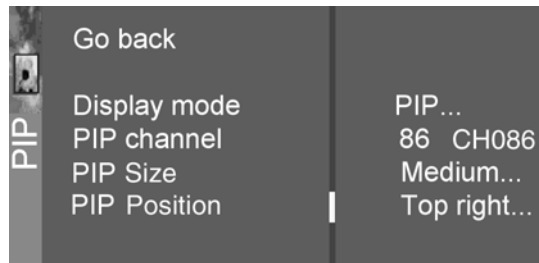 PIP
Go back
Display mode PIP...
PIP channel 86 CH086
PIP Size Medium...
PIP Position Top right...